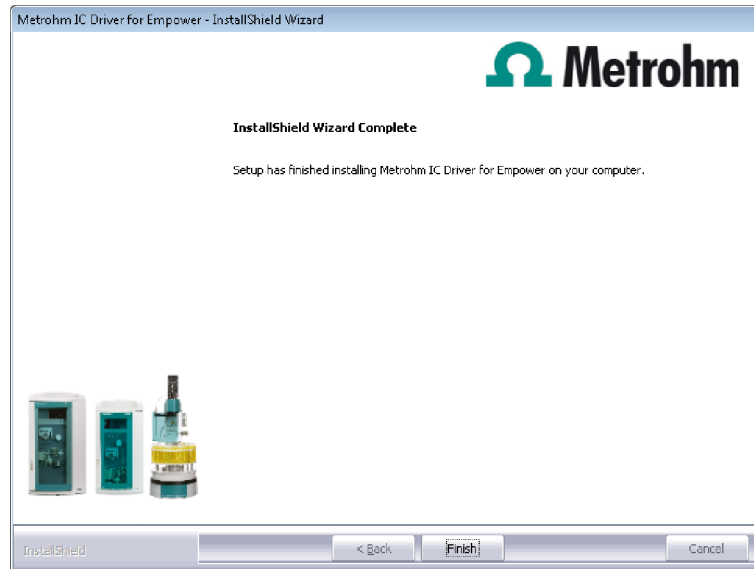 Metrohm IC Driver for Empower - InstallShield Wizard
Metrohm
InstallShield Wizard Complete
Setup has finished installing Metrohm IC Driver for Empower on your computer.
InstallShield
< Back
Finish
Cancel